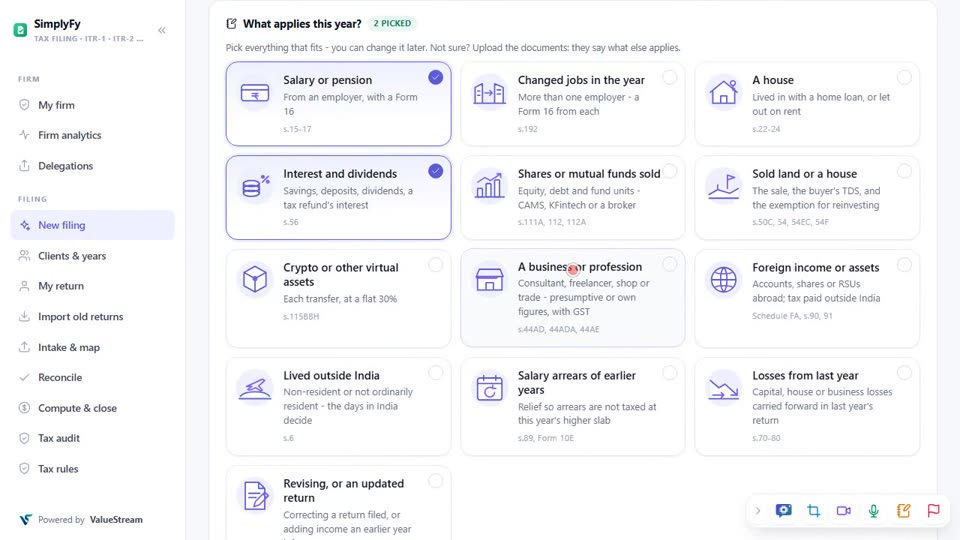 SimplyFy
TAX FILING · ITR-1 · ITR-2 ...
FIRM
My firm
Firm analytics
Delegations
FILING
New filing
Clients & years
My return
Import old returns
Intake & map
Reconcile
Compute & close
Tax audit
Tax rules
Powered by ValueStream
What applies this year? 2 PICKED
Pick everything that fits - you can change it later. Not sure? Upload the documents: they say what else applies.
Salary or pension
From an employer, with a Form
16
s.15-17
Changed jobs in the year
More than one employer - a
Form 16 from each
s.192
A house
Lived in with a home loan, or let
out on rent
s.22-24
Interest and dividends
Savings, deposits, dividends, a
tax refund's interest
s.56
Shares or mutual funds sold
Equity, debt and fund units -
CAMS, KFintech or a broker
s.111A, 112, 112A
Sold land or a house
The sale, the buyer's TDS, and
the exemption for reinvesting
s.50C, 54, 54EC, 54F
Crypto or other virtual
assets
Each transfer, at a flat 30%
s.115BBH
A business or profession
Consultant, freelancer, shop or
trade - presumptive or own
figures, with GST
s.44AD, 44ADA, 44AE
Foreign income or assets
Accounts, shares or RSUs
abroad; tax paid outside India
Schedule FA, s.90, 91
Lived outside India
Non-resident or not ordinarily
resident - the days in India
decide
s.6
Salary arrears of earlier
years
Relief so arrears are not taxed at
this year's higher slab
s.89, Form 10E
Losses from last year
Capital, house or business losses
carried forward in last year's
return
s.70-80
Revising, or an updated
return
Correcting a return filed, or
adding income an earlier year